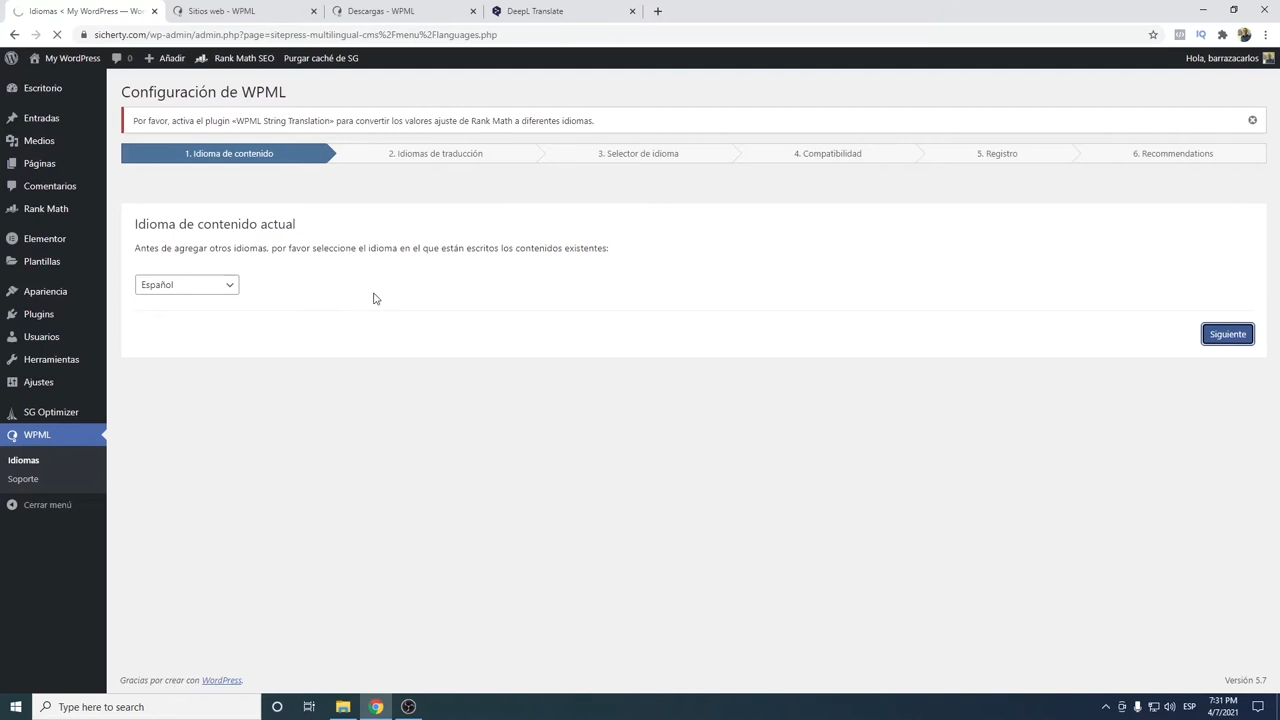 Idiomas < My WordPress —
Sitios web - WPML
Descargas - WPML
DeepL Translate
sicherty.com/wp-admin/admin.php?page=sitepress-multilingual-cms%2Fmenu%2Flanguages.php
My WordPress
0
Añadir
Rank Math SEO
Purgar caché de SG
Hola, barrazacarlos
Escritorio
Entradas
Medios
Páginas
Comentarios
Rank Math
Elementor
Plantillas
Apariencia
Plugins
Usuarios
Herramientas
Ajustes
SG Optimizer
WPML
Idiomas
Soporte
Cerrar menú
Configuración de WPML
Por favor, activa el plugin «WPML String Translation» para convertir los valores ajuste de Rank Math a diferentes idiomas.
1. Idioma de contenido
2. Idiomas de traducción
3. Selector de idioma
4. Compatibilidad
5. Registro
6. Recommendations
Idioma de contenido actual
Antes de agregar otros idiomas, por favor seleccione el idioma en el que están escritos los contenidos existentes:
Español
Siguiente
Gracias por crear con WordPress.
Versión 5.7
Type here to search
ESP
7:31 PM
4/7/2021